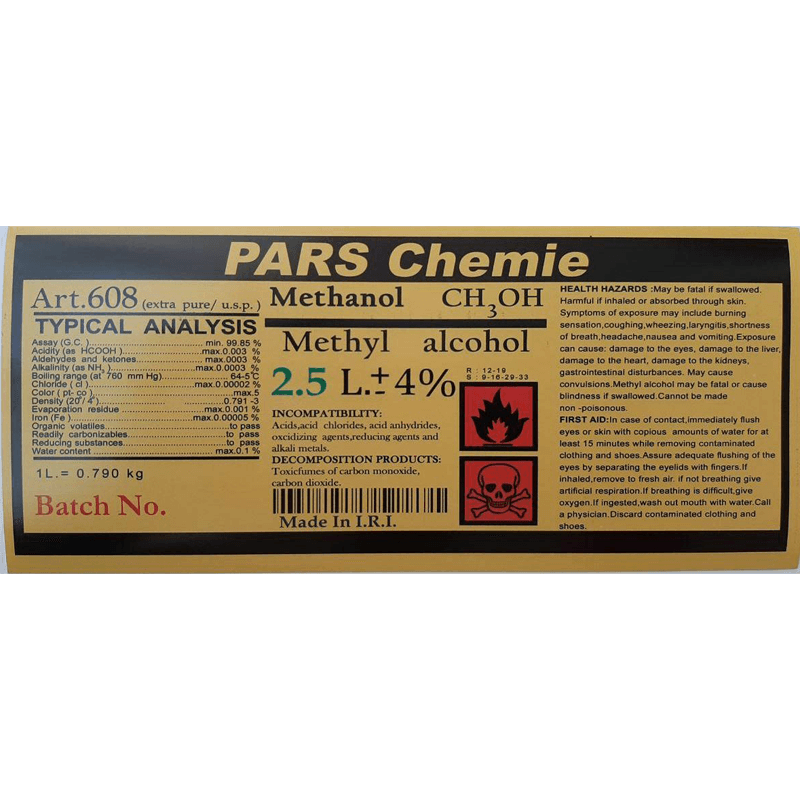 PARS Chemie
Art.608 (extra pure/ u.s.p.)
TYPICAL ANALYSIS
Assay (G.C. ) min. 99.85 %
Acidity (as HCOOH ) max.0.003 %
Aldehydes and ketones max.0003 %
Alkalinity (as NH3 ) max.0.0003 %
Boiling range (at 760 mm Hg) 64-5°C
Chloride ( cl ) max.0.00002 %
Color ( pt- co ) max.5
Density (20°/ 4°) 0.791 -3
Evaporation residue max.0.001 %
Iron (Fe ) max.0.00005 %
Organic volatiles to pass
Readily carbonizables to pass
Reducing substances to pass
Water content max.0.1 %
1L.= 0.790 kg
Batch No.
Methanol CH3OH
Methyl alcohol
2.5 L.± 4%
R : 12-19
S : 9-16-29-33
INCOMPATIBILITY:
Acids,acid chlorides, acid anhydrides,
oxcidizing agents,reducing agents and
alkali metals.
DECOMPOSITION PRODUCTS:
Toxicfumes of carbon monoxide,
carbon dioxide.
Made In I.R.I.
HEALTH HAZARDS :May be fatal if swallowed.
Harmful if inhaled or absorbed through skin.
Symptoms of exposure may include burning
sensation,coughing,wheezing,laryngitis,shortness
of breath,headache,nausea and vomiting.Exposure
can cause: damage to the eyes, damage to the liver,
damage to the heart, damage to the kidneys,
gastrointestinal disturbances. May cause
convulsions.Methyl alcohol may be fatal or cause
blindness if swallowed.Cannot be made
non -poisonous.
FIRST AID:In case of contact,immediately flush
eyes or skin with copious amounts of water for at
least 15 minutes while removing contaminated
clothing and shoes.Assure adequate flushing of the
eyes by separating the eyelids with fingers.If
inhaled,remove to fresh air. if not breathing give
artificial respiration.If breathing is difficult,give
oxygen.If ingested,wash out mouth with water.Call
a physician.Discard contaminated clothing and
shoes.